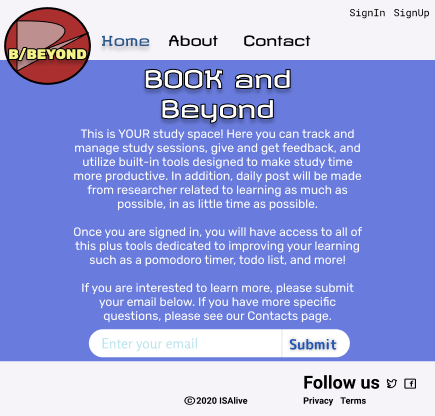 SignIn SignUp
B/BEYOND
Home About Contact
BOOK and
Beyond
This is YOUR study space! Here you can track and
manage study sessions, give and get feedback, and
utilize built-in tools designed to make study time
more productive. In addition, daily post will be made
from researcher related to learning as much as
possible, in as little time as possible.
Once you are signed in, you will have access to all of
this plus tools dedicated to improving your learning
such as a pomodoro timer, todo list, and more!
If you are interested to learn more, please submit
your email below. If you have more specific
questions, please see our Contacts page.
Enter your email Submit
Follow us
© 2020 ISAlive Privacy Terms